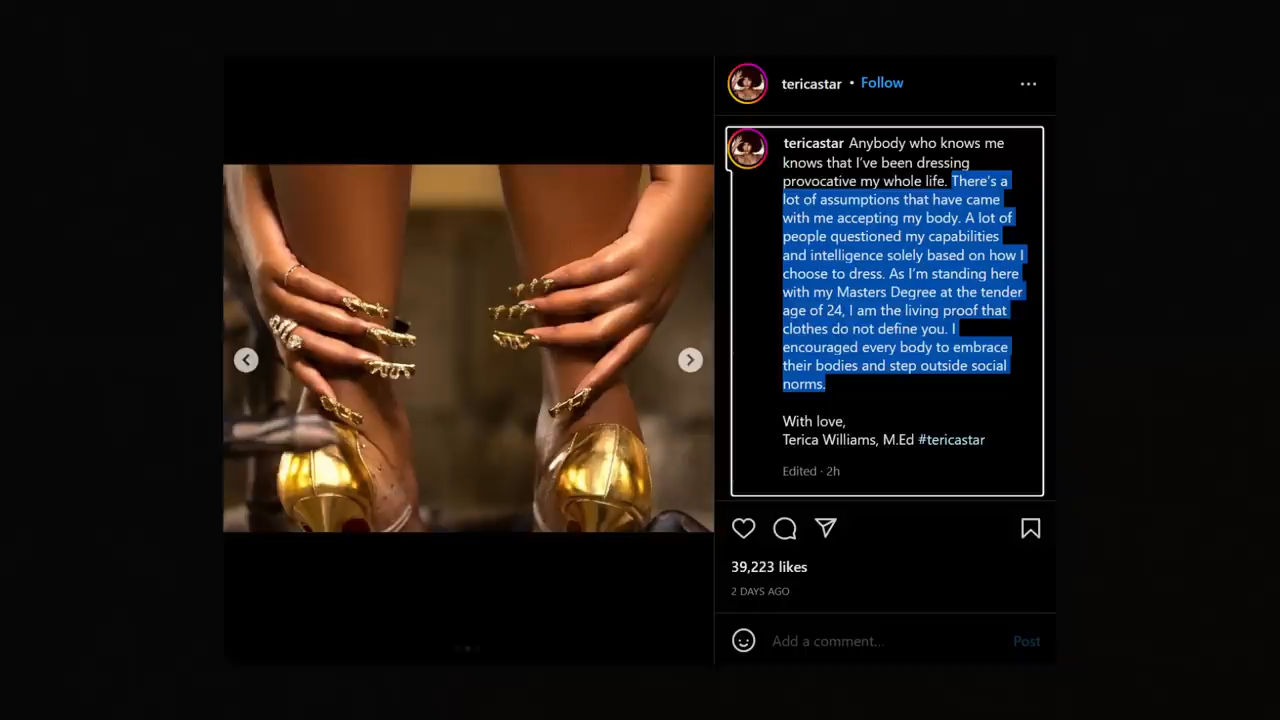 tericastar • Follow
tericastar Anybody who knows me
knows that I've been dressing
provocative my whole life. There's a
lot of assumptions that have came
with me accepting my body. A lot of
people questioned my capabilities
and intelligence solely based on how I
choose to dress. As I'm standing here
with my Masters Degree at the tender
age of 24, I am the living proof that
clothes do not define you. I
encouraged every body to embrace
their bodies and step outside social
norms.
With love,
Terica Williams, M.Ed #tericastar
Edited · 2h
39,223 likes
2 DAYS AGO
Add a comment...
Post